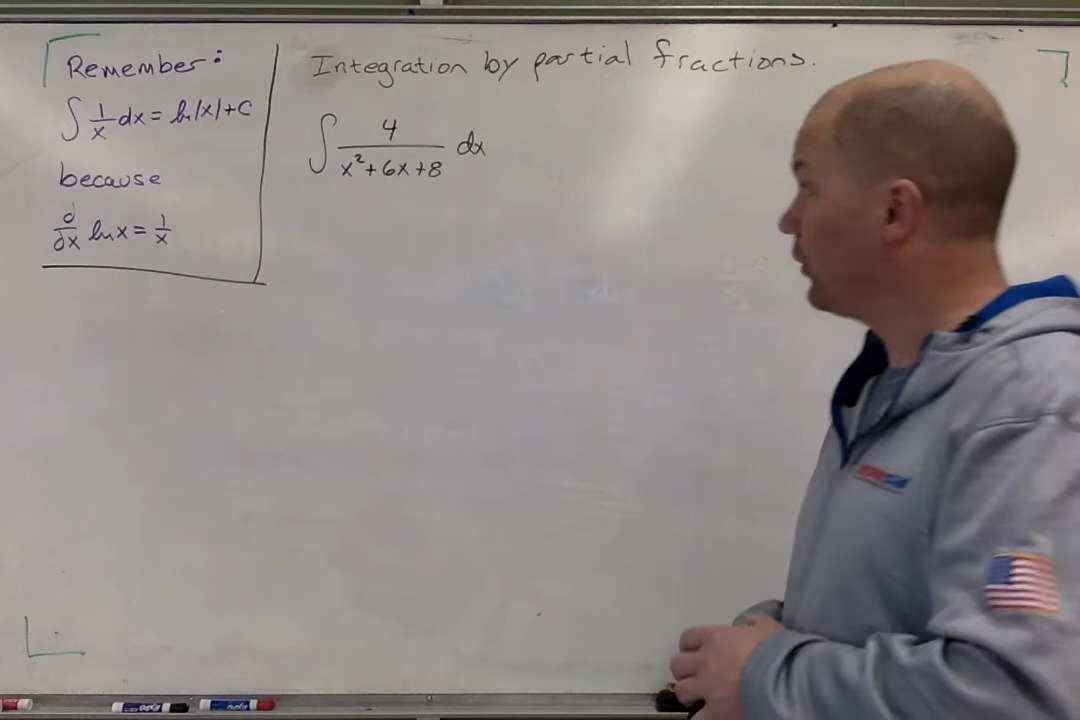 Remember:
∫ 1/x dx = ln|x| + C
because
d/dx ln x = 1/x
Integration by partial fractions.
∫ 4/(x² + 6x + 8) dx